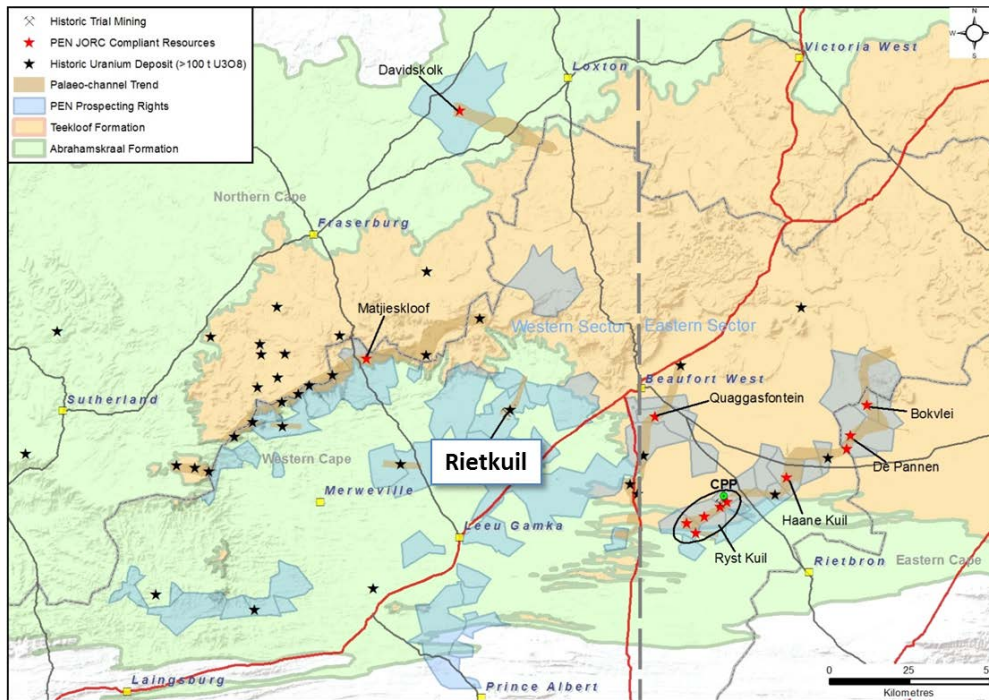 Historic Trial Mining
PEN JORC Compliant Resources
Historic Uranium Deposit (>100 t U3O8)
Palaeo-channel Trend
PEN Prospecting Rights
Teekloof Formation
Abrahamskraal Formation
N
W
E
S
Victoria West
Davidskolk
Loxton
Northern Cape
Fraserburg
Matjieskloof
Western Sector
Eastern Sector
Sutherland
Beaufort West
Quaggasfontein
Bokvlei
De Pannen
Western Cape
Rietkuil
Merweville
CPP
Haane Kuil
Leeu Gamka
Ryst Kuil
Rietbron
Eastern Cape
Laingsburg
Prince Albert
0
25
5
Kilometres